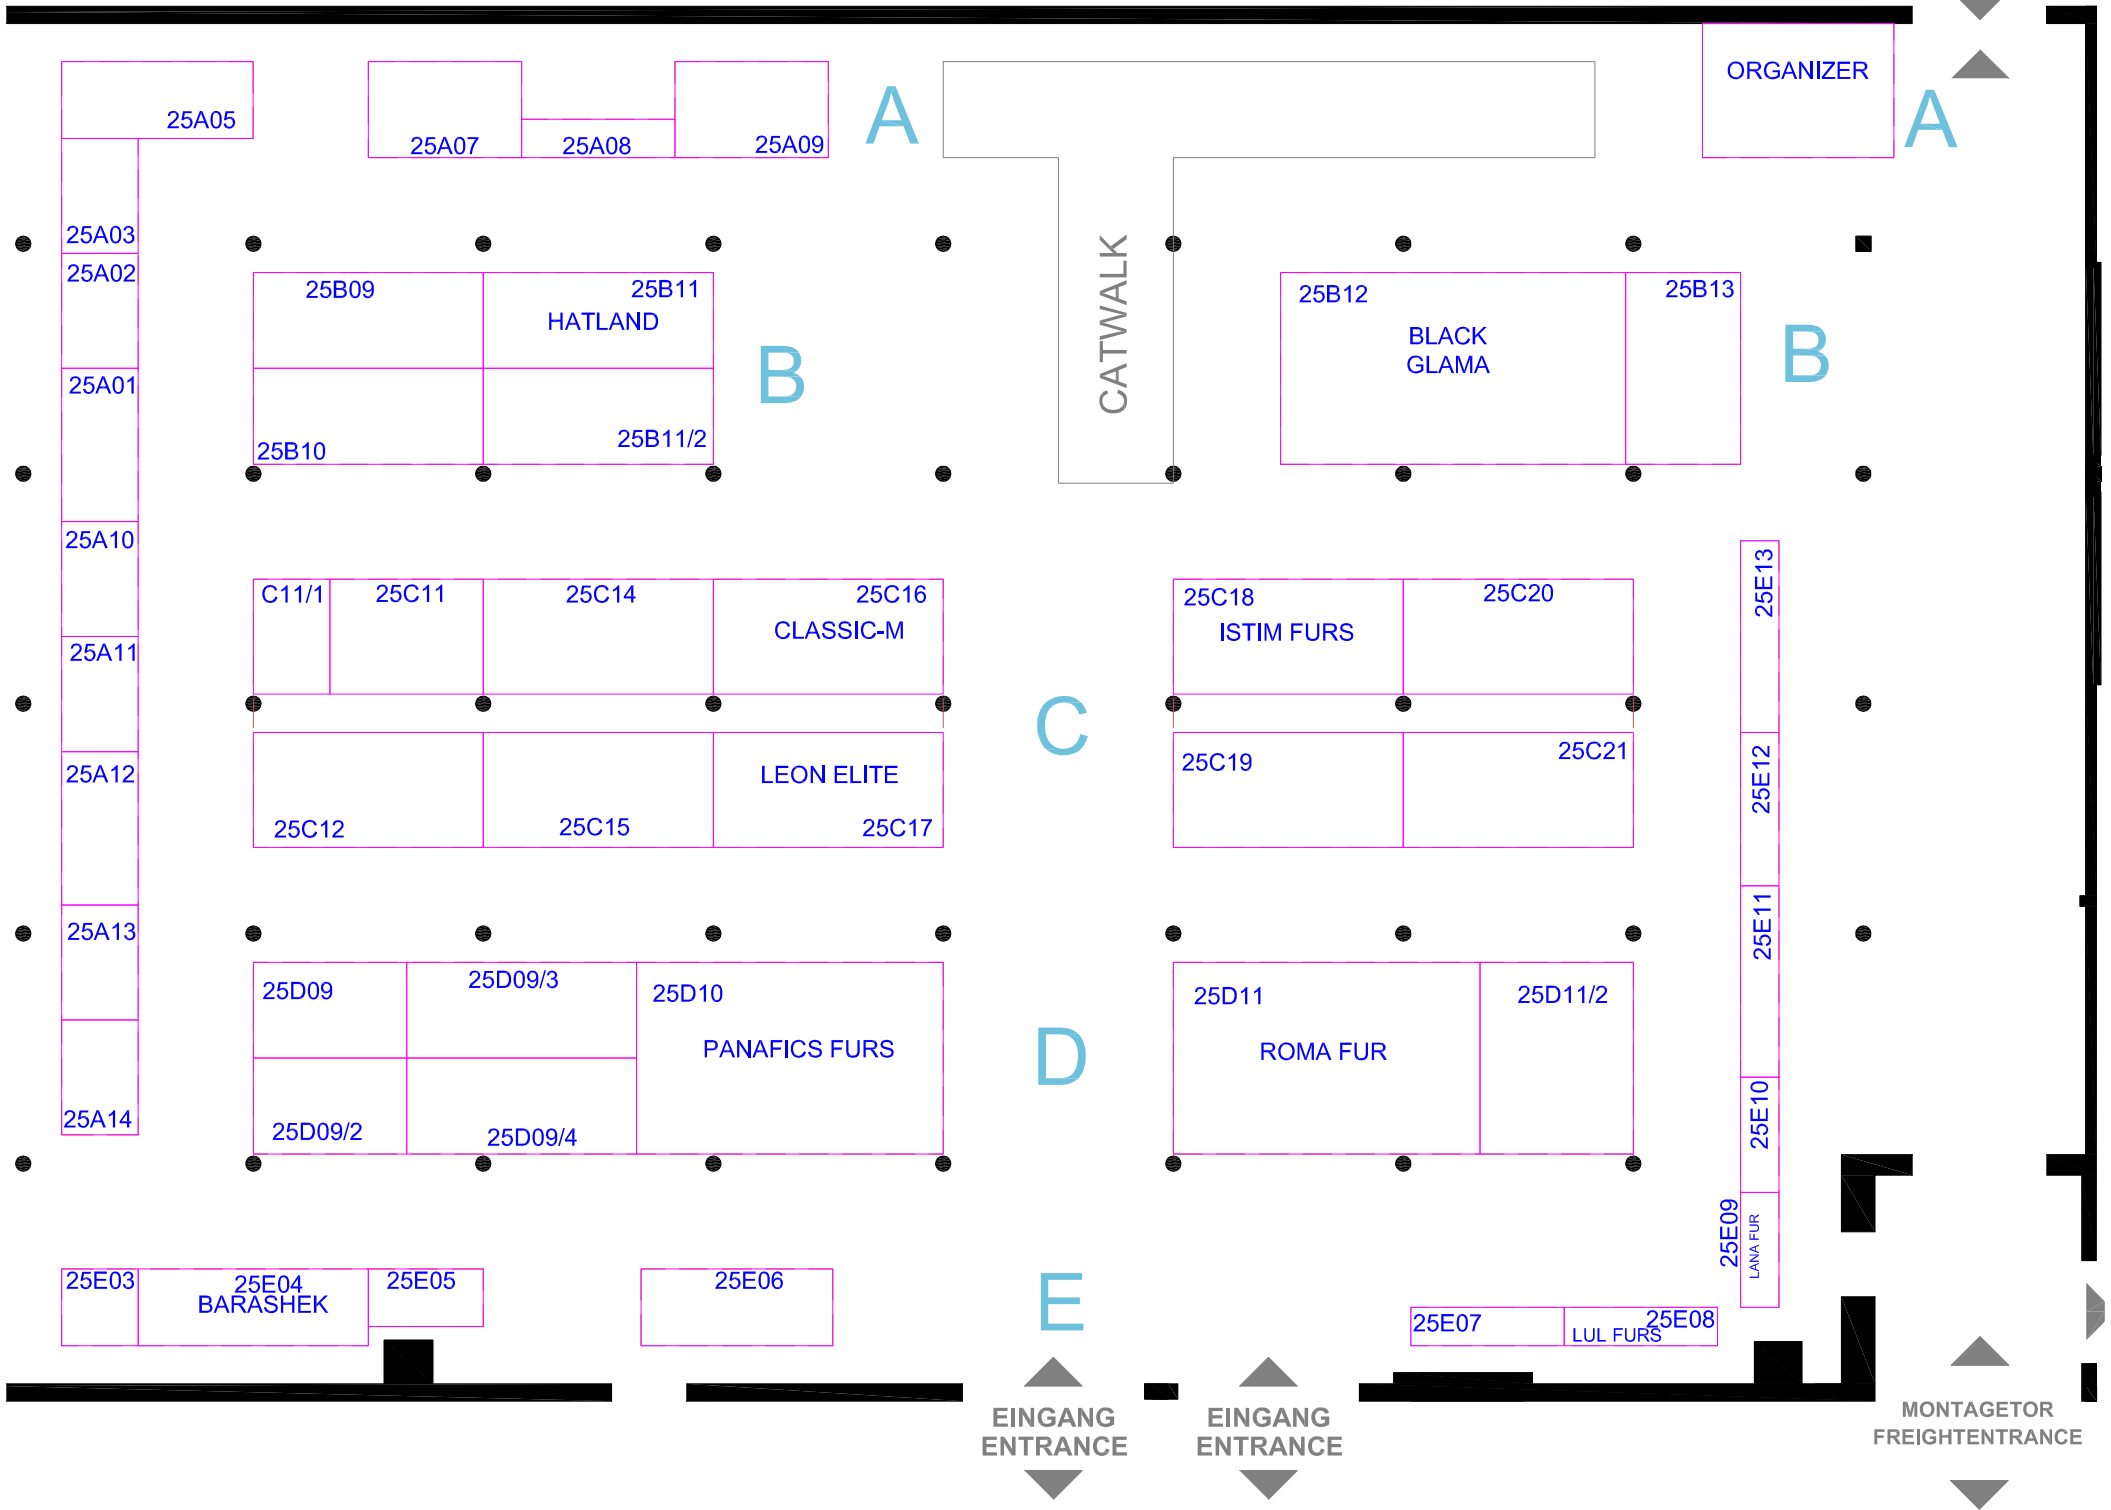 ORGANIZER
25A05
25A07
25A08
25A09
A
A
25A03
25A02
25A01
25A10
25A11
25A12
25A13
25A14
25B09
25B11
HATLAND
25B10
25B11/2
B
CATWALK
25B12
BLACK
GLAMA
25B13
B
C11/1
25C11
25C14
25C16
CLASSIC-M
25C18
ISTIM FURS
25C20
25C12
25C15
LEON ELITE
25C17
C
25C19
25C21
25E13
25E12
25E11
25E10
25E09
LANA FUR
25D09
25D09/3
25D10
PANAFICS FURS
25D09/2
25D09/4
D
25D11
ROMA FUR
25D11/2
25E03
25E04
BARASHEK
25E05
25E06
E
25E07
25E08
LUL FURS
EINGANG
ENTRANCE
EINGANG
ENTRANCE
MONTAGETOR
FREIGHTENTRANCE